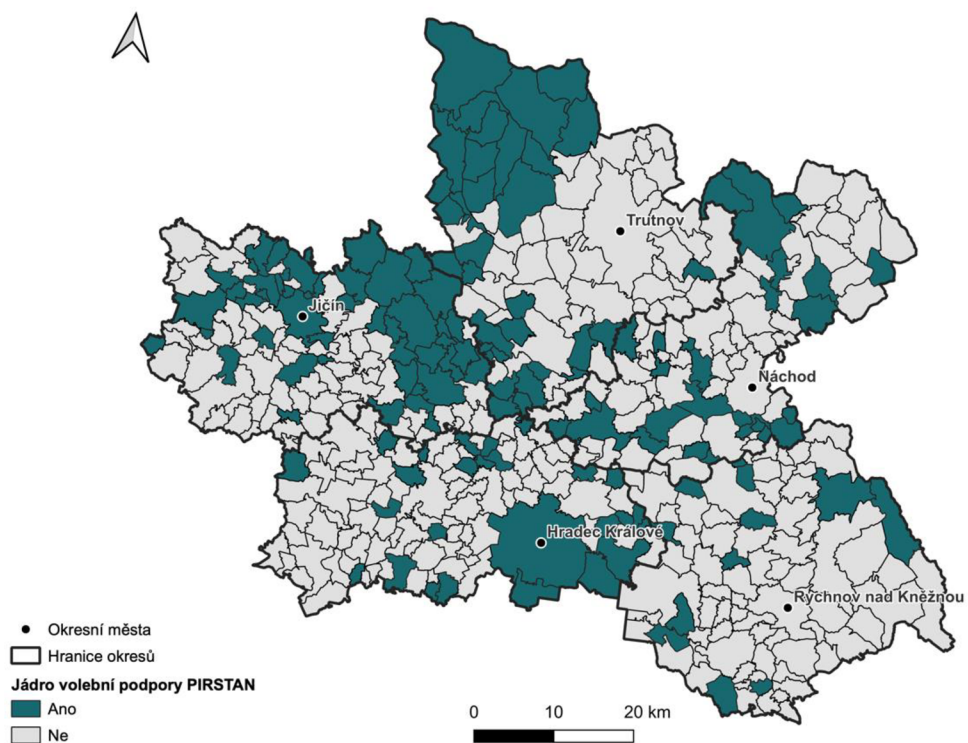 Trutnov
Jičín
Náchod
Hradec Králové
Rychnov nad Kněžnou
Okresní města
Hranice okresů
Jádro volební podpory PIRSTAN
Ano
Ne
0 10 20 km